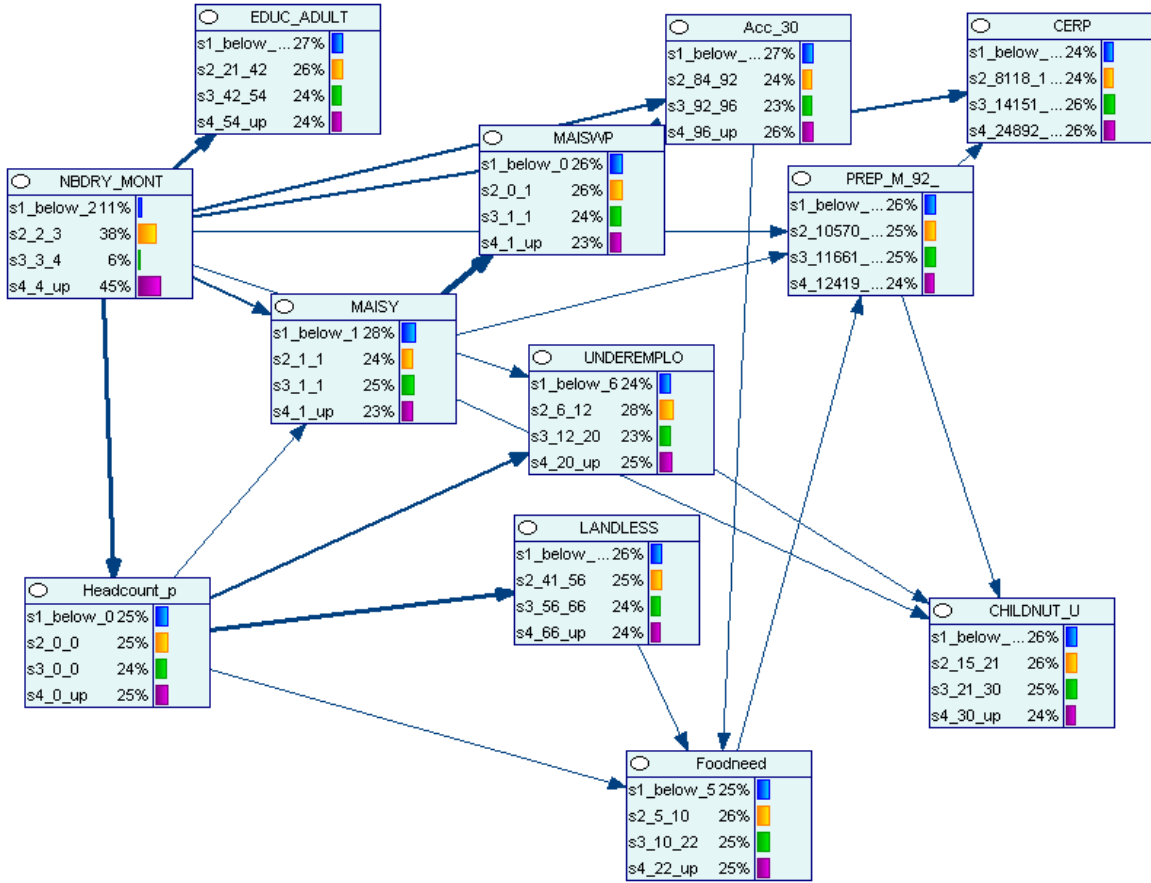 EDUC_ADULT
s1_below_... 27%
s2_21_42 26%
s3_42_54 24%
s4_54_up 24%
Acc_30
s1_below_... 27%
s2_84_92 24%
s3_92_96 23%
s4_96_up 26%
CERP
s1_below_... 24%
s2_8118_1... 24%
s3_14151_... 26%
s4_24892_... 26%
MAISWP
s1_below_0 26%
s2_0_1 26%
s3_1_1 24%
s4_1_up 23%
NBDRY_MONT
s1_below_2 11%
s2_2_3 38%
s3_3_4 6%
s4_4_up 45%
PREP_M_92_
s1_below_... 26%
s2_10570_... 25%
s3_11661_... 25%
s4_12419_... 24%
MAISY
s1_below_1 28%
s2_1_1 24%
s3_1_1 25%
s4_1_up 23%
UNDEREMPLO
s1_below_6 24%
s2_6_12 28%
s3_12_20 23%
s4_20_up 25%
LANDLESS
s1_below_... 26%
s2_41_56 25%
s3_56_66 24%
s4_66_up 24%
Headcount_p
s1_below_0 25%
s2_0_0 25%
s3_0_0 24%
s4_0_up 25%
CHILDNUT_U
s1_below_... 26%
s2_15_21 26%
s3_21_30 25%
s4_30_up 24%
Foodneed
s1_below_5 25%
s2_5_10 26%
s3_10_22 25%
s4_22_up 25%